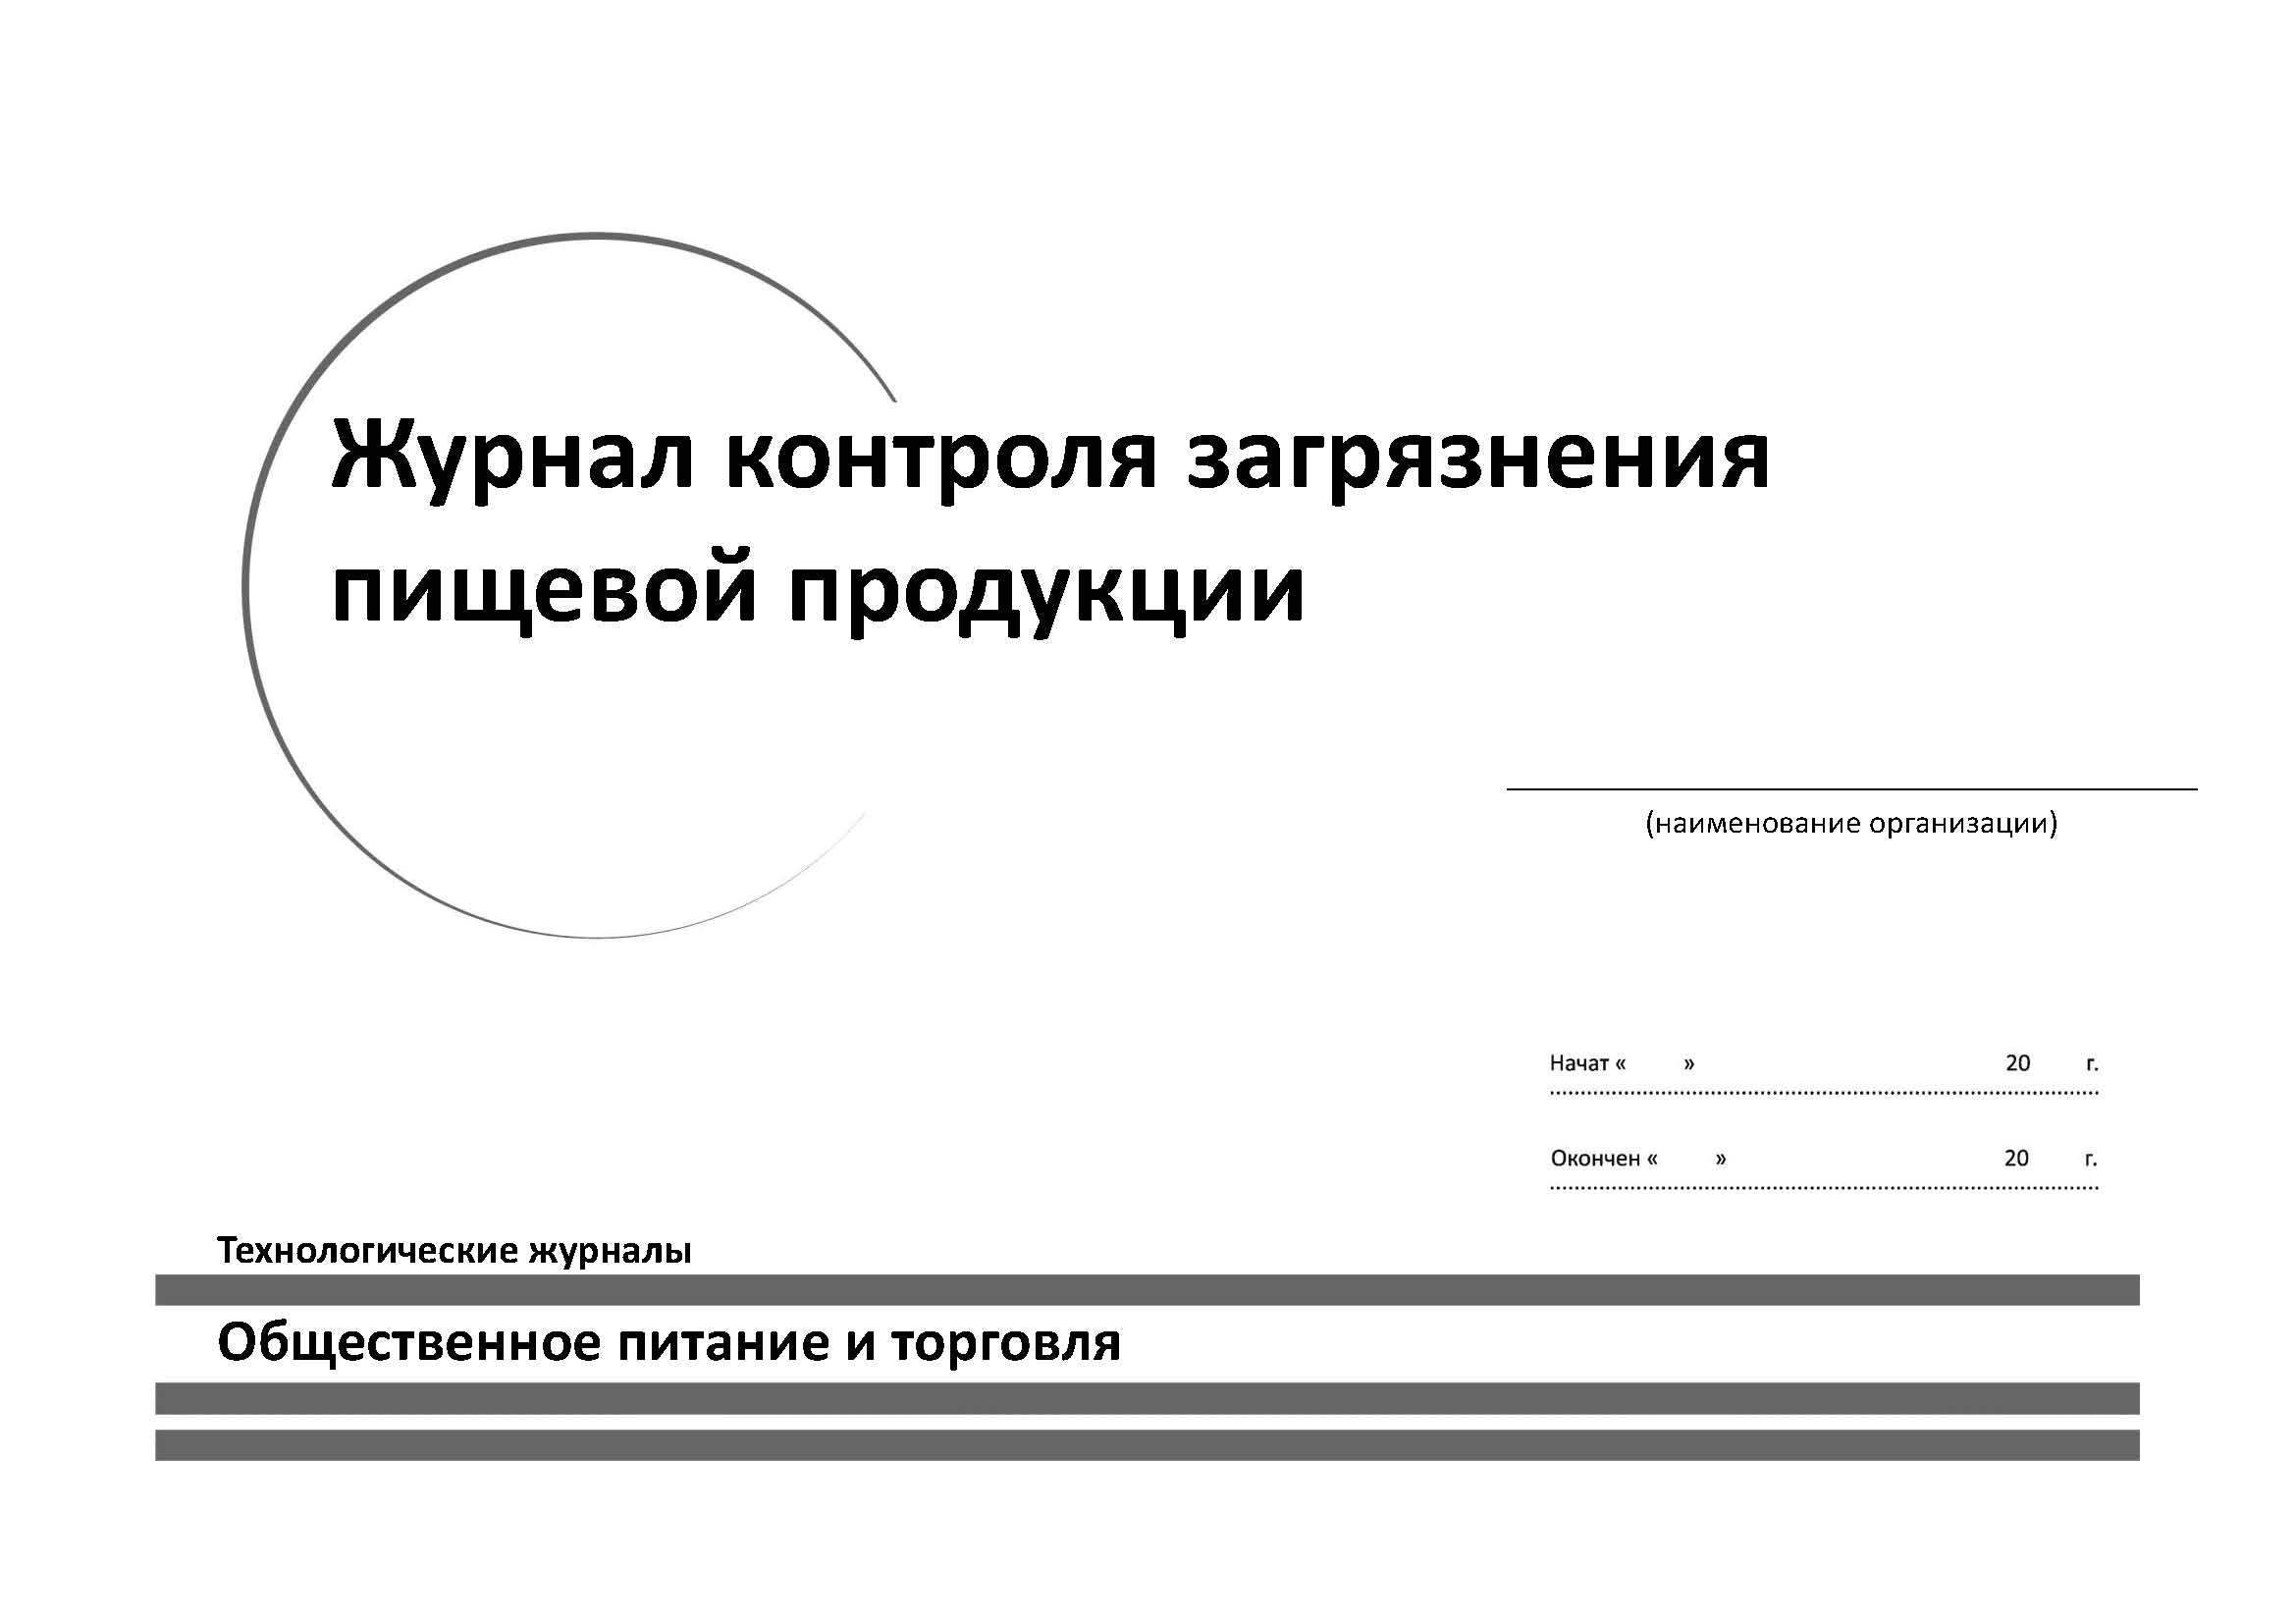 Журнал контроля загрязнения
пищевой продукции
(наименование организации)
Начат « » 20 г.
Окончен « » 20 г.
Технологические журналы
Общественное питание и торговля